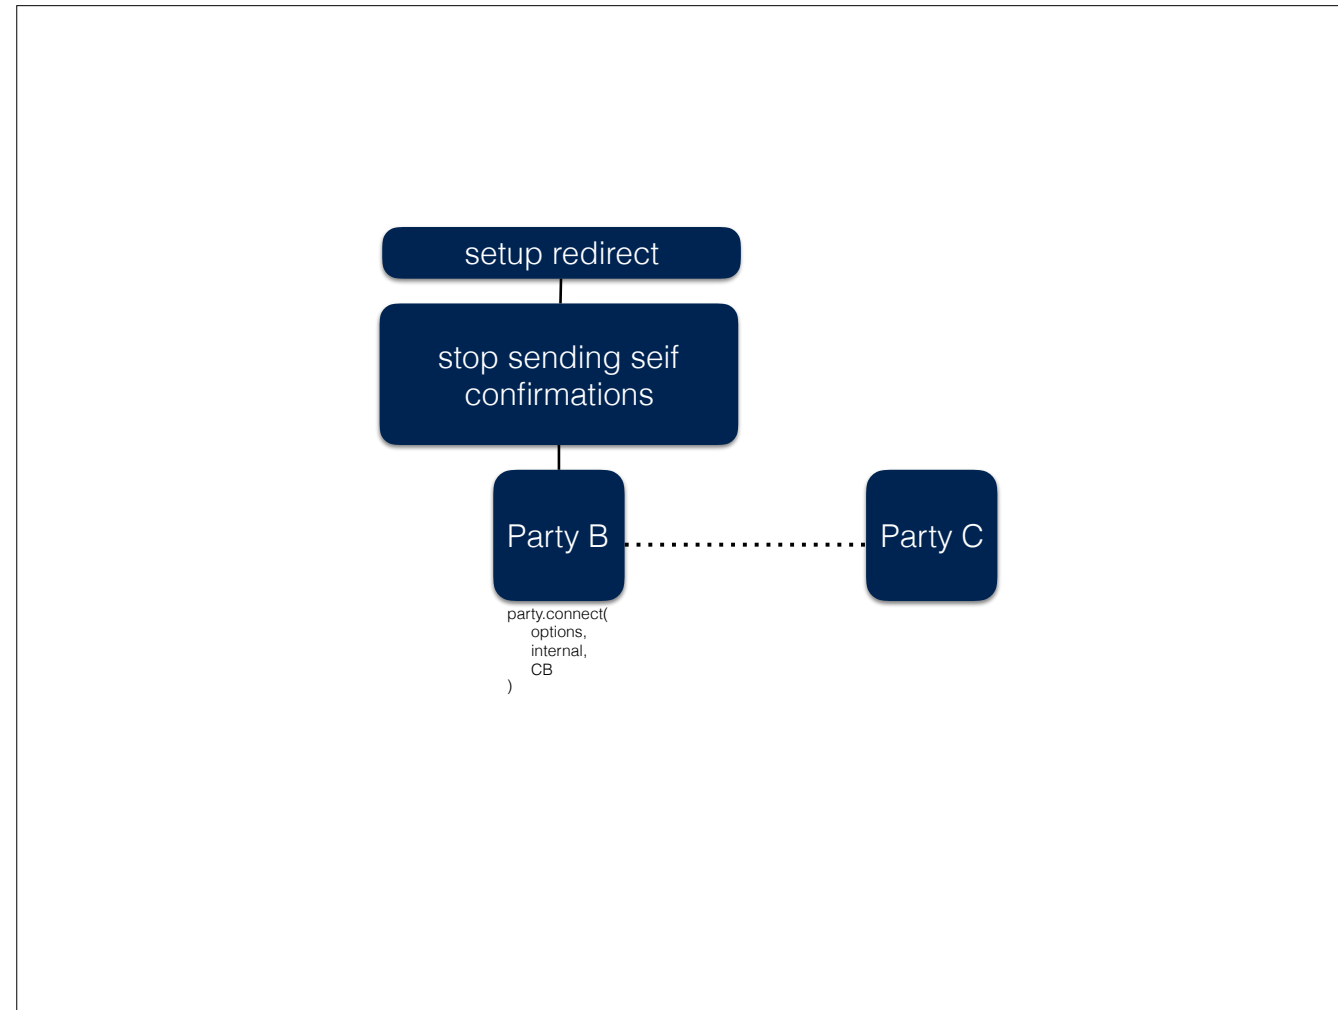 setup redirect
stop sending seif
confirmations
Party B
Party C
party.connect(
options,
internal,
CB
)